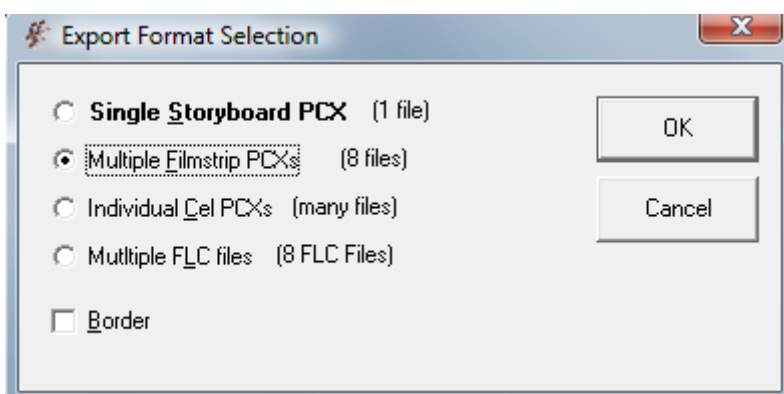 Export Format Selection
Single Storyboard PCX (1 file)
OK
Multiple Filmstrip PCXs (8 files)
Individual Cel PCXs (many files)
Cancel
Mutltiple FLC files (8 FLC Files)
Border